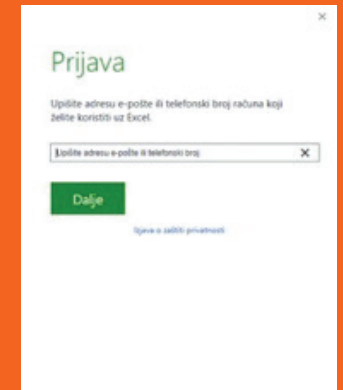 Prijava
Upišite adresu e-pošte ili telefonski broj računa koji
želite koristiti uz Excel.
Upišite adresu e-pošte ili telefonski broj
Dalje
Izjava o zaštiti privatnosti